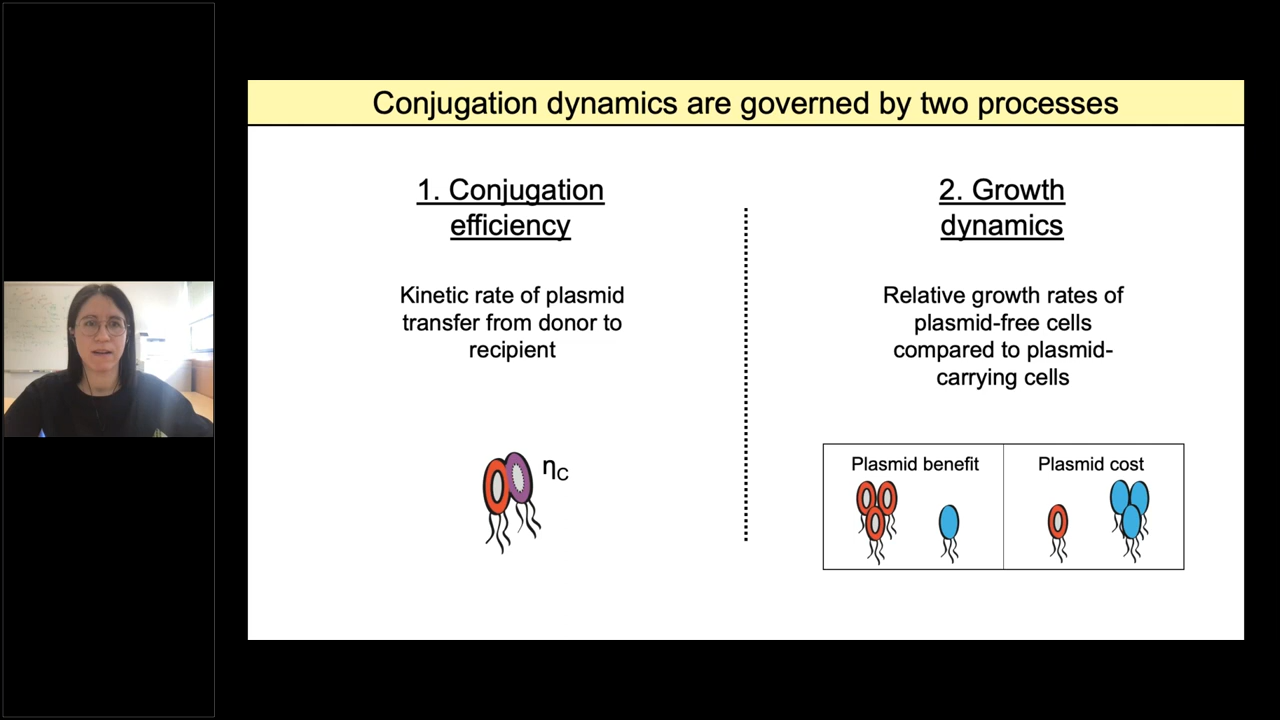 Conjugation dynamics are governed by two processes
1. Conjugation
efficiency
Kinetic rate of plasmid
transfer from donor to
recipient
ηC
2. Growth
dynamics
Relative growth rates of
plasmid-free cells
compared to plasmid-
carrying cells
Plasmid benefit
Plasmid cost